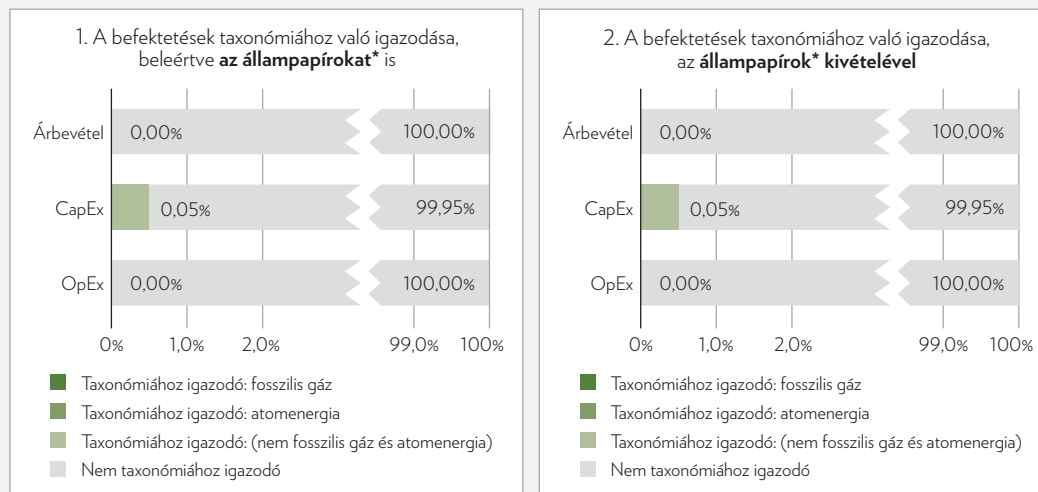 1. A befektetések taxonómiához való igazodása,
beleértve az állampapírokat* is
Árbevétel
0,00%
100,00%
CapEx
0,05%
99,95%
OpEx
0,00%
100,00%
0%
1,0%
2,0%
99,0%
100%
Taxonómiához igazodó: fosszilis gáz
Taxonómiához igazodó: atomenergia
Taxonómiához igazodó: (nem fosszilis gáz és atomenergia)
Nem taxonómiához igazodó
2. A befektetések taxonómiához való igazodása,
az állampapírok* kivételével
Árbevétel
0,00%
100,00%
CapEx
0,05%
99,95%
OpEx
0,00%
100,00%
0%
1,0%
2,0%
99,0%
100%
Taxonómiához igazodó: fosszilis gáz
Taxonómiához igazodó: atomenergia
Taxonómiához igazodó: (nem fosszilis gáz és atomenergia)
Nem taxonómiához igazodó